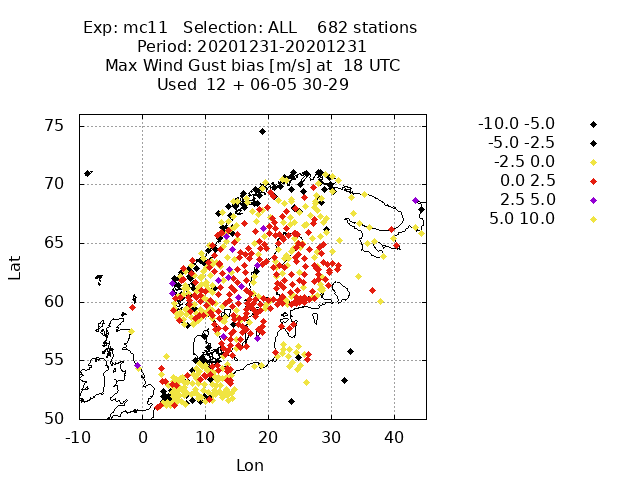 Exp: mc11 Selection: ALL 682 stations
Period: 20201231-20201231
Max Wind Gust bias [m/s] at 18 UTC
Used 12 + 06-05 30-29
75
70
65
60
55
50
-10 0 10 20 30 40
Lat
Lon
-10.0 -5.0
-5.0 -2.5
-2.5 0.0
0.0 2.5
2.5 5.0
5.0 10.0